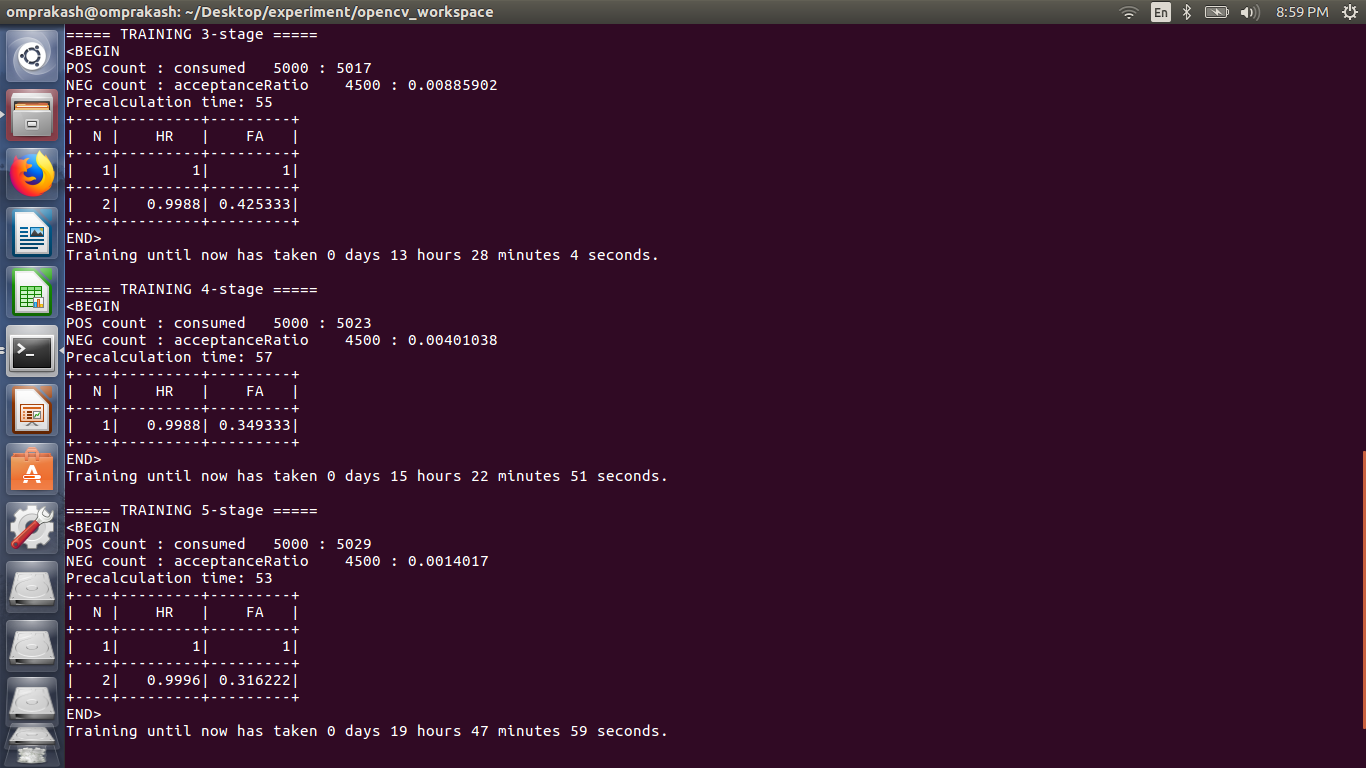 omprakash@omprakash: ~/Desktop/experiment/opencv_workspace
En
8:59 PM
===== TRAINING 3-stage =====
<BEGIN
POS count : consumed   5000 : 5017
NEG count : acceptanceRatio    4500 : 0.00885902
Precalculation time: 55
+----+---------+---------+
|  N |    HR   |    FA   |
+----+---------+---------+
|   1|        1|        1|
+----+---------+---------+
|   2|   0.9988| 0.425333|
+----+---------+---------+
END>
Training until now has taken 0 days 13 hours 28 minutes 4 seconds.
===== TRAINING 4-stage =====
<BEGIN
POS count : consumed   5000 : 5023
NEG count : acceptanceRatio    4500 : 0.00401038
Precalculation time: 57
+----+---------+---------+
|  N |    HR   |    FA   |
+----+---------+---------+
|   1|   0.9988| 0.349333|
+----+---------+---------+
END>
Training until now has taken 0 days 15 hours 22 minutes 51 seconds.
===== TRAINING 5-stage =====
<BEGIN
POS count : consumed   5000 : 5029
NEG count : acceptanceRatio    4500 : 0.0014017
Precalculation time: 53
+----+---------+---------+
|  N |    HR   |    FA   |
+----+---------+---------+
|   1|        1|        1|
+----+---------+---------+
|   2|   0.9996| 0.316222|
+----+---------+---------+
END>
Training until now has taken 0 days 19 hours 47 minutes 59 seconds.